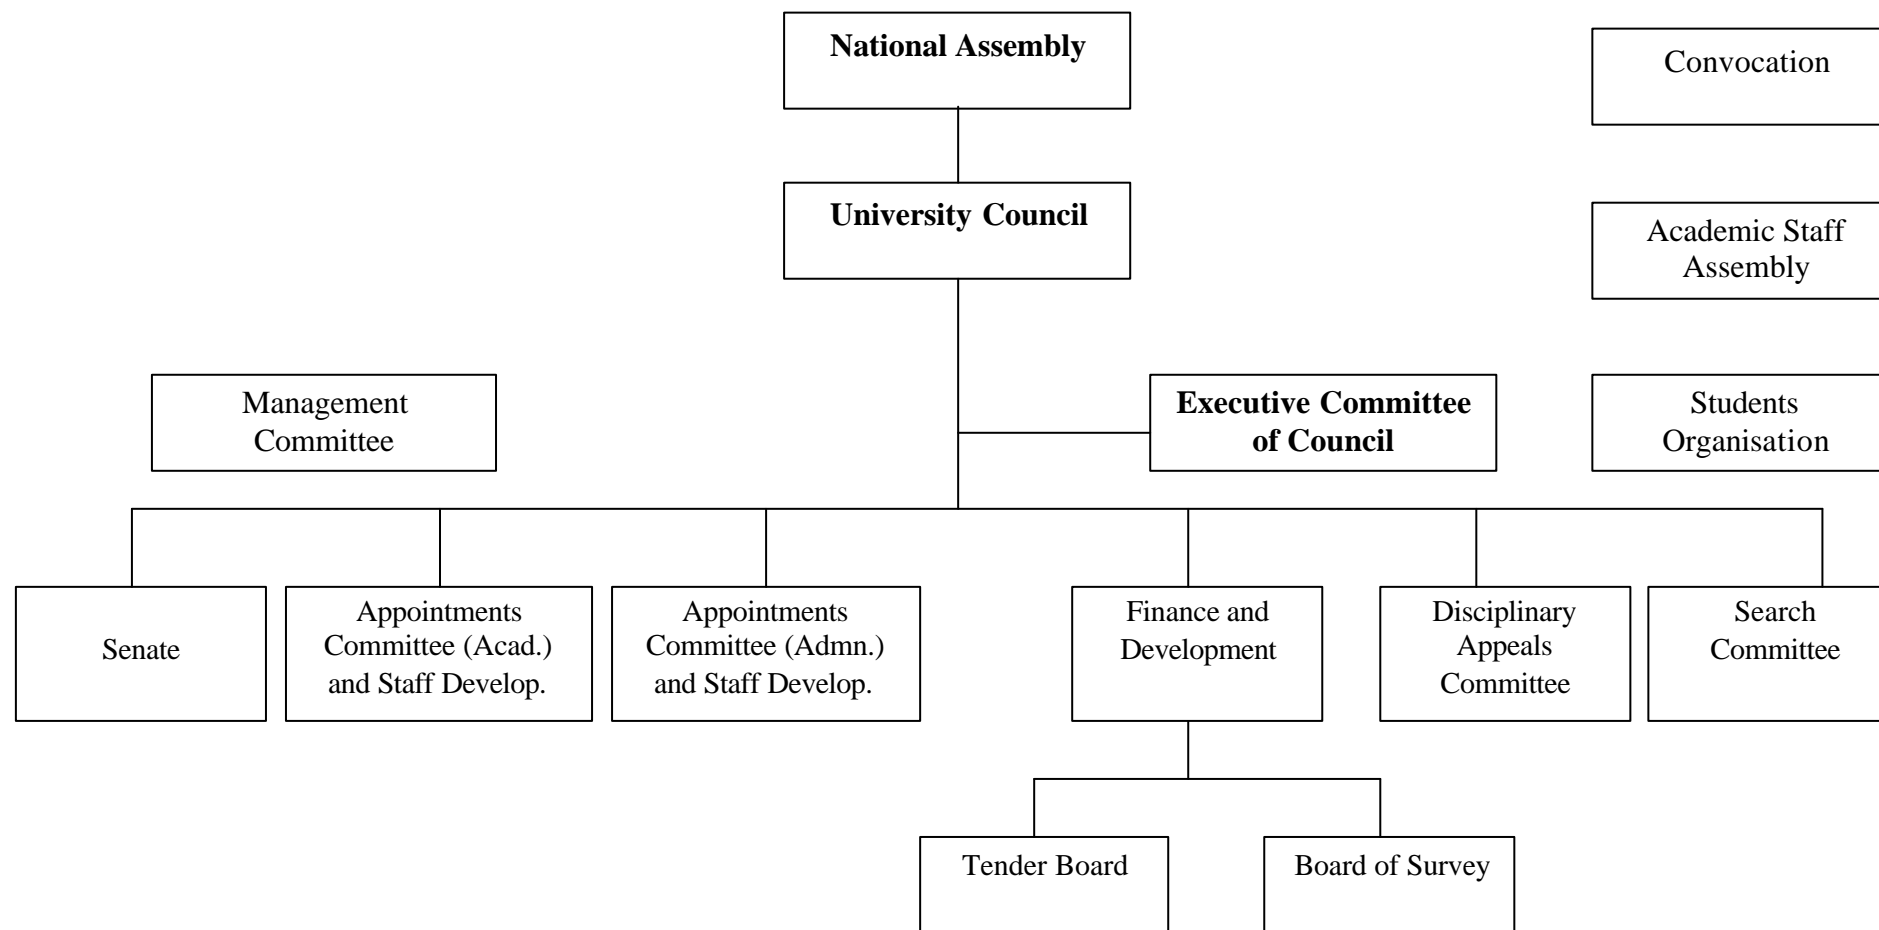 National Assembly
Convocation
University Council
Academic Staff
Assembly
Management
Committee
Executive Committee
of Council
Students
Organisation
Senate
Appointments
Committee (Acad.)
and Staff Develop.
Appointments
Committee (Admn.)
and Staff Develop.
Finance and
Development
Disciplinary
Appeals
Committee
Search
Committee
Tender Board
Board of Survey